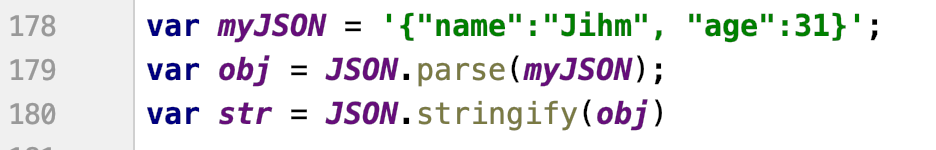 178 var myJSON = '{"name":"Jihm", "age":31}';
179 var obj = JSON.parse(myJSON);
180 var str = JSON.stringify(obj)